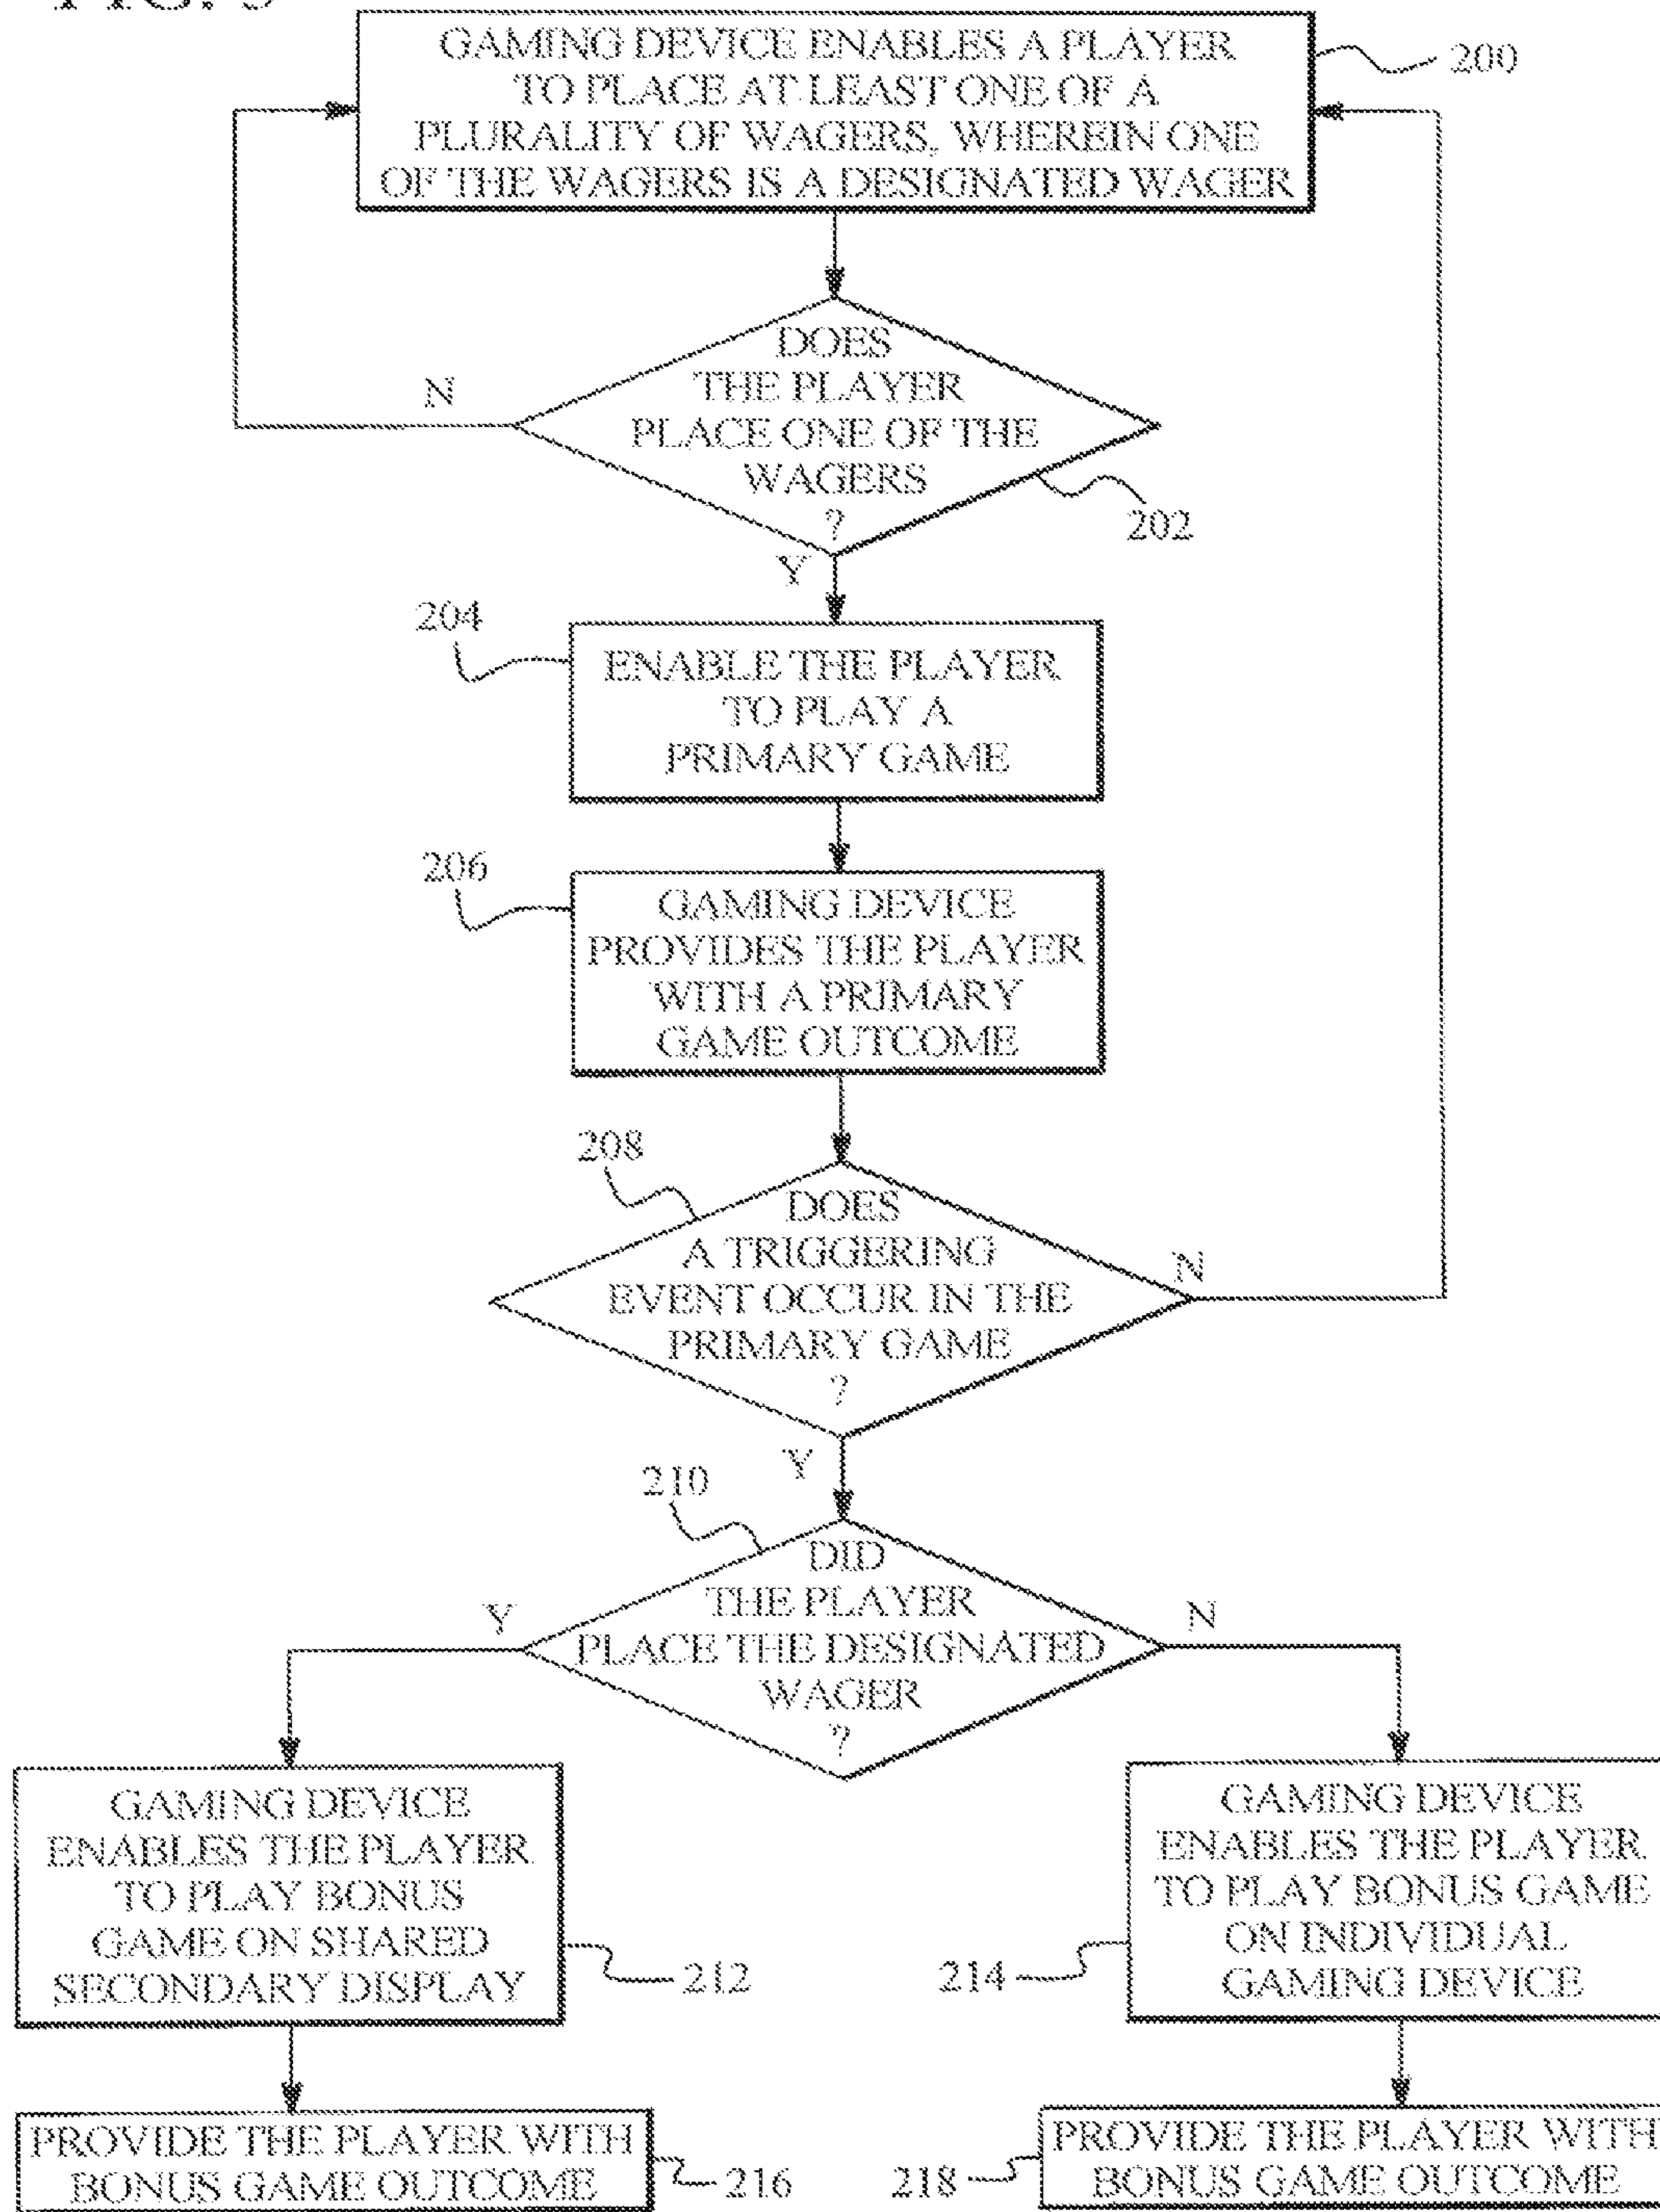 GAMING DEVICE ENABLES A PLAYER
TO PLACE AT LEAST ONE OF A
PLURALITY OF WAGERS, WHEREIN ONE
OF THE WAGERS IS A DESIGNATED WAGER
200
DOES
THE PLAYER
PLACE ONE OF THE
WAGERS
?
N
202
Y
204
ENABLE THE PLAYER
TO PLAY A
PRIMARY GAME
206
GAMING DEVICE
PROVIDES THE PLAYER
WITH A PRIMARY
GAME OUTCOME
208
DOES
A TRIGGERING
EVENT OCCUR IN THE
PRIMARY GAME
?
N
Y
210
DID
THE PLAYER
PLACE THE DESIGNATED
WAGER
?
Y
N
GAMING DEVICE
ENABLES THE PLAYER
TO PLAY BONUS
GAME ON SHARED
SECONDARY DISPLAY
212
214
GAMING DEVICE
ENABLES THE PLAYER
TO PLAY BONUS GAME
ON INDIVIDUAL
GAMING DEVICE
PROVIDE THE PLAYER WITH
BONUS GAME OUTCOME
216
218
PROVIDE THE PLAYER WITH
BONUS GAME OUTCOME